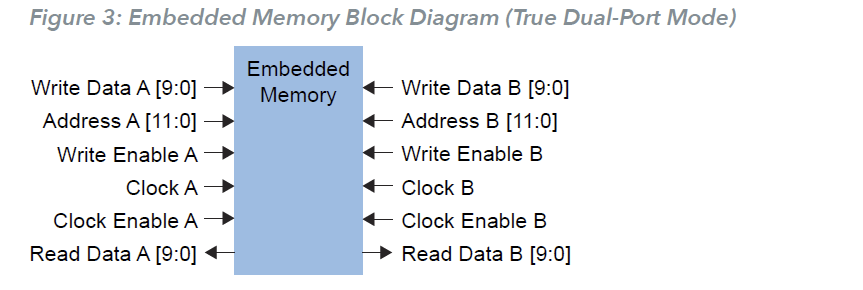 Figure 3: Embedded Memory Block Diagram (True Dual-Port Mode)
Embedded
Memory
Write Data A [9:0]
Address A [11:0]
Write Enable A
Clock A
Clock Enable A
Read Data A [9:0]
Write Data B [9:0]
Address B [11:0]
Write Enable B
Clock B
Clock Enable B
Read Data B [9:0]